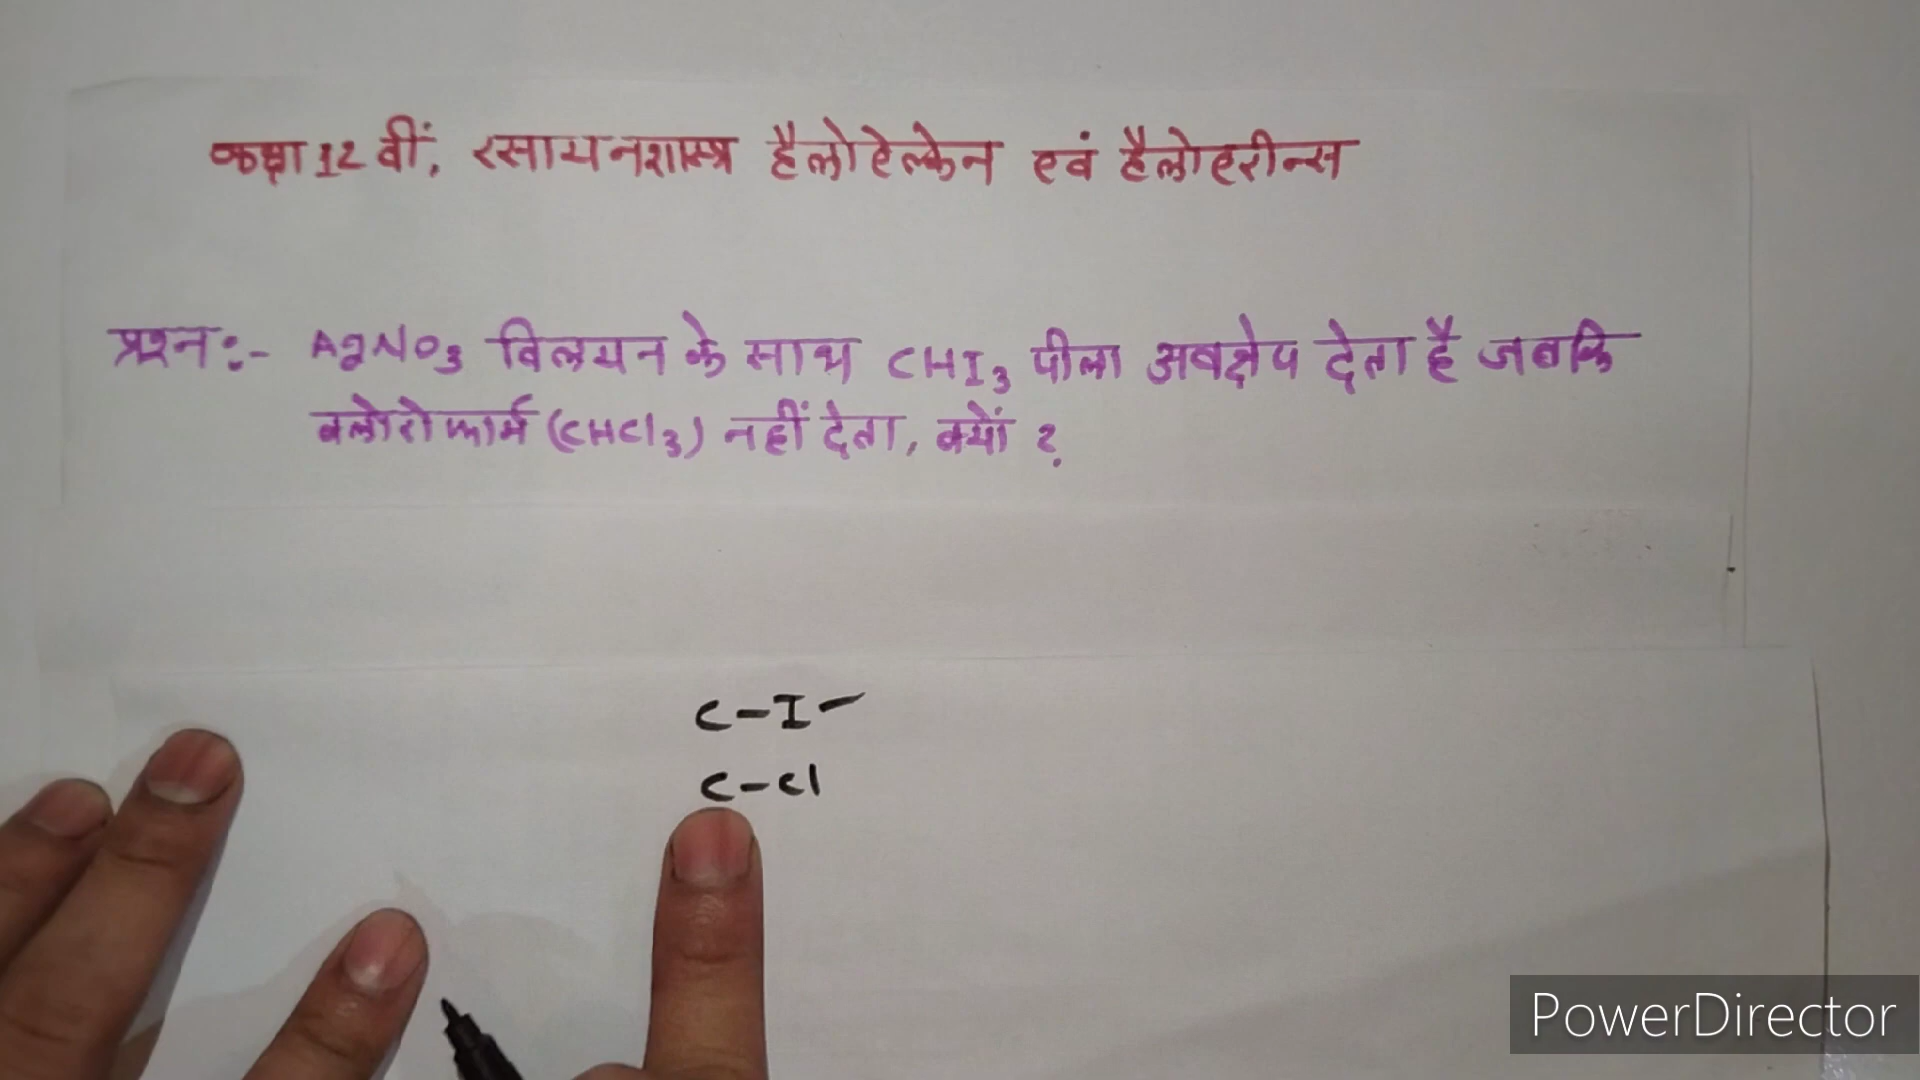 कक्षा 12 वीं, रसायनशास्त्र हैलोऐल्केन एवं हैलोएरीन्स
प्रश्न:- AgNO3 विलयन के साथ CHI3 पीला अवक्षेप देता है जबकि
क्लोरोफार्म (CHCl3) नहीं देता, क्यों ?
C-I-
C-Cl
PowerDirector